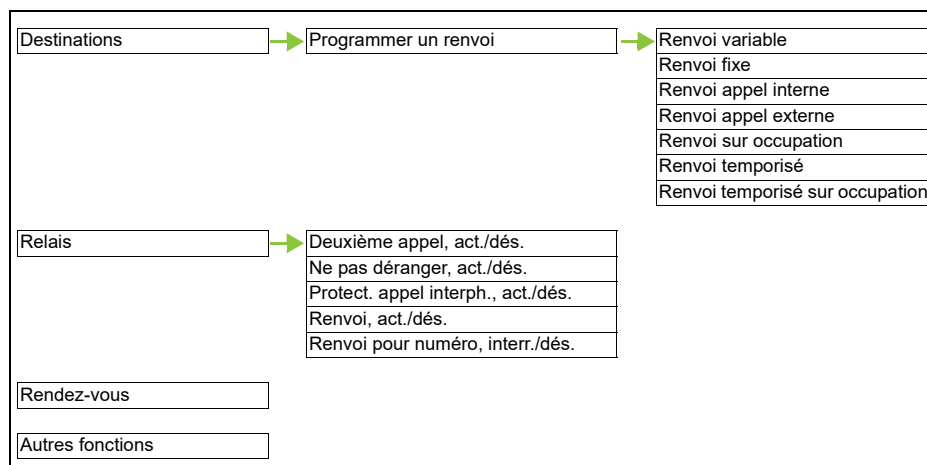 Destinations
Programmer un renvoi
Renvoi variable
Renvoi fixe
Renvoi appel interne
Renvoi appel externe
Renvoi sur occupation
Renvoi temporisé
Renvoi temporisé sur occupation
Relais
Deuxième appel, act./dés.
Ne pas déranger, act./dés.
Protect. appel interph., act./dés.
Renvoi, act./dés.
Renvoi pour numéro, interr./dés.
Rendez-vous
Autres fonctions